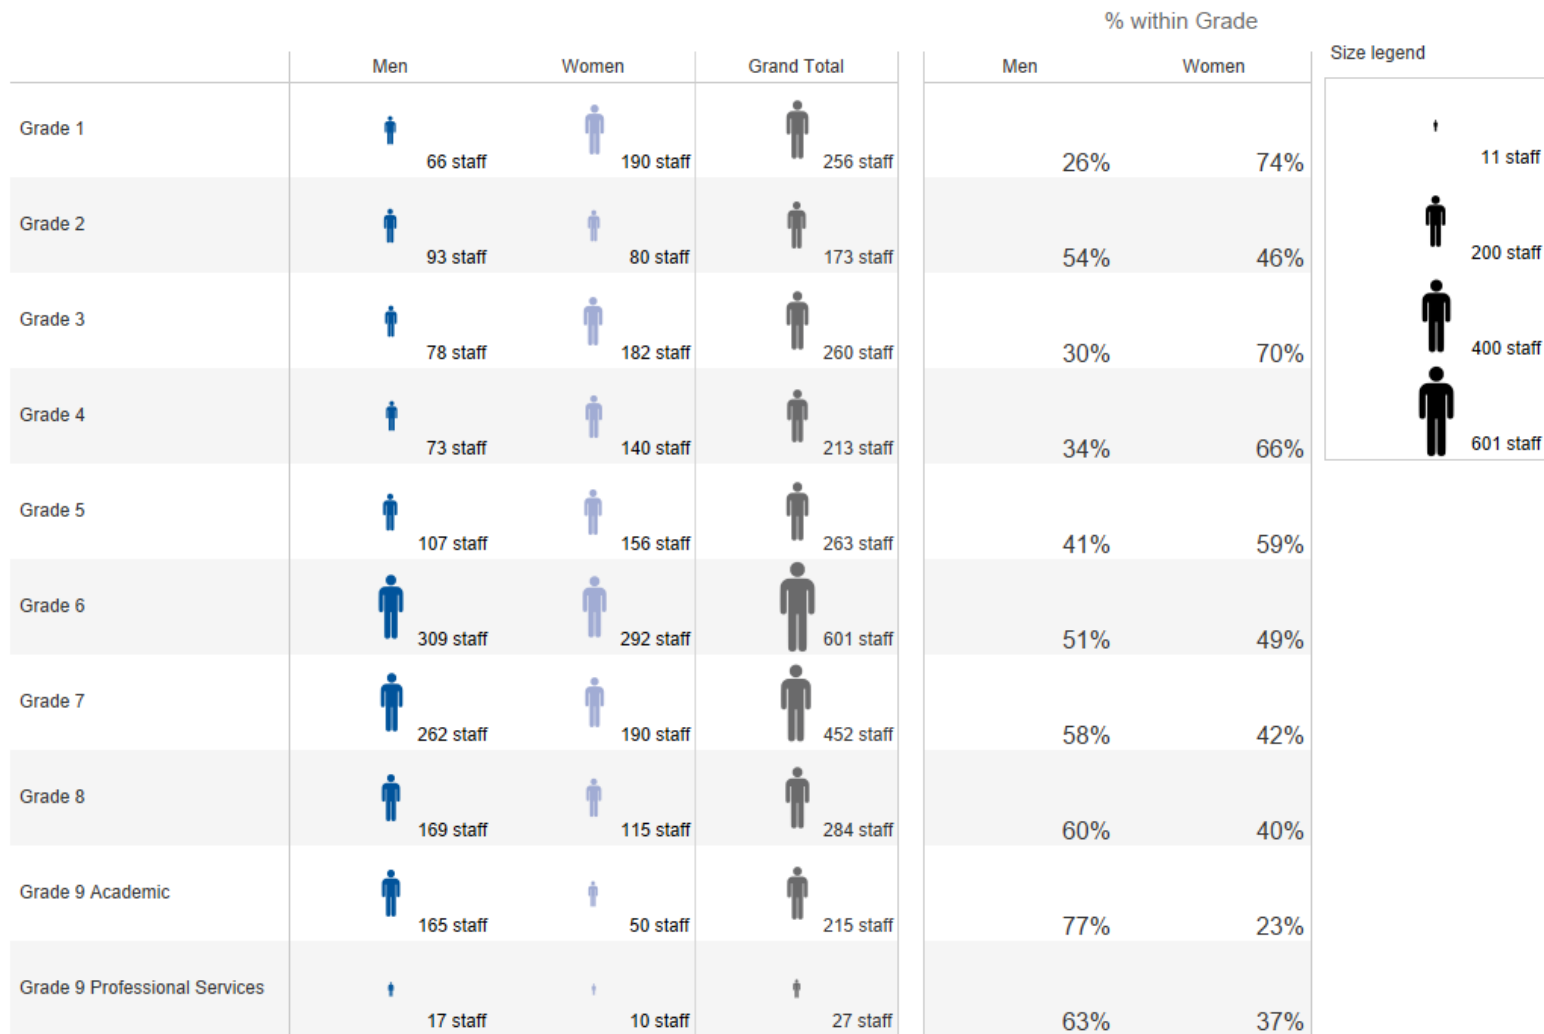 % within Grade
Men Women Grand Total Men Women Size legend
Grade 1
66 staff 190 staff 256 staff 26% 74% 11 staff
Grade 2
93 staff 80 staff 173 staff 54% 46% 200 staff
Grade 3
78 staff 182 staff 260 staff 30% 70% 400 staff
Grade 4
73 staff 140 staff 213 staff 34% 66% 601 staff
Grade 5
107 staff 156 staff 263 staff 41% 59%
Grade 6
309 staff 292 staff 601 staff 51% 49%
Grade 7
262 staff 190 staff 452 staff 58% 42%
Grade 8
169 staff 115 staff 284 staff 60% 40%
Grade 9 Academic
165 staff 50 staff 215 staff 77% 23%
Grade 9 Professional Services
17 staff 10 staff 27 staff 63% 37%